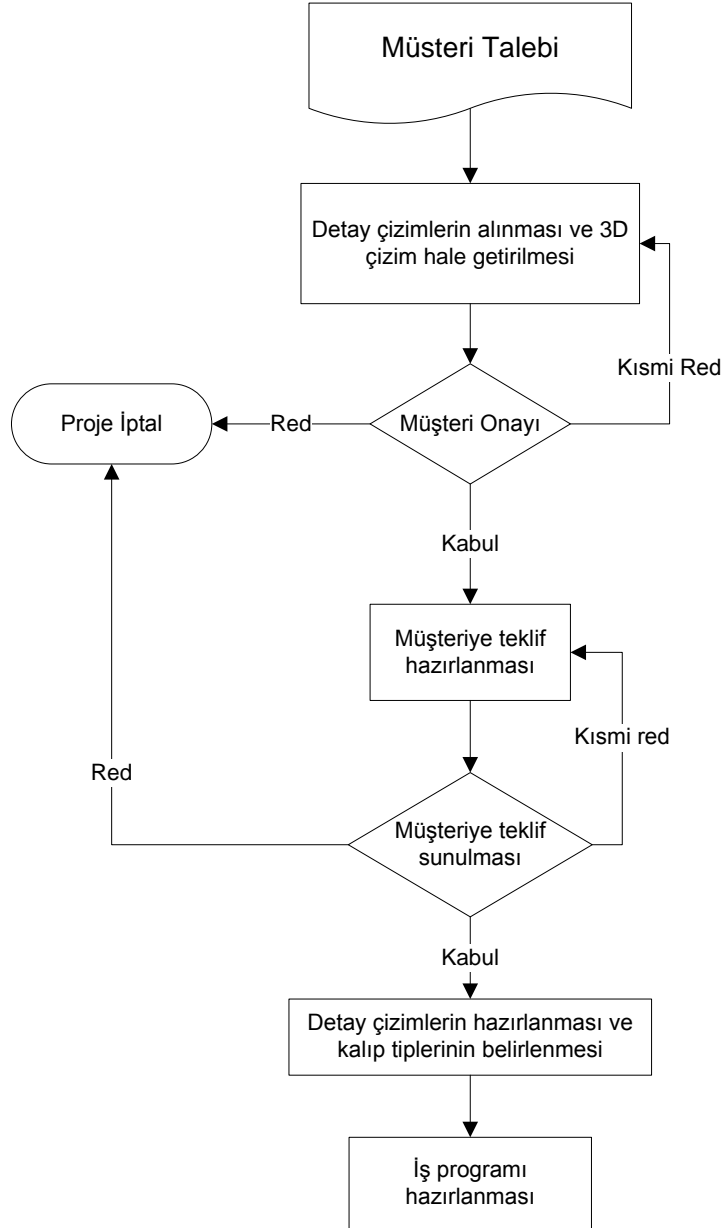 Müsteri Talebi
Detay çizimlerin alınması ve 3D
çizim hale getirilmesi
Kısmi Red
Proje İptal
Red
Müşteri Onayı
Kabul
Müşteriye teklif
hazırlanması
Kısmi red
Red
Müşteriye teklif
sunulması
Kabul
Detay çizimlerin hazırlanması ve
kalıp tiplerinin belirlenmesi
İş programı
hazırlanması